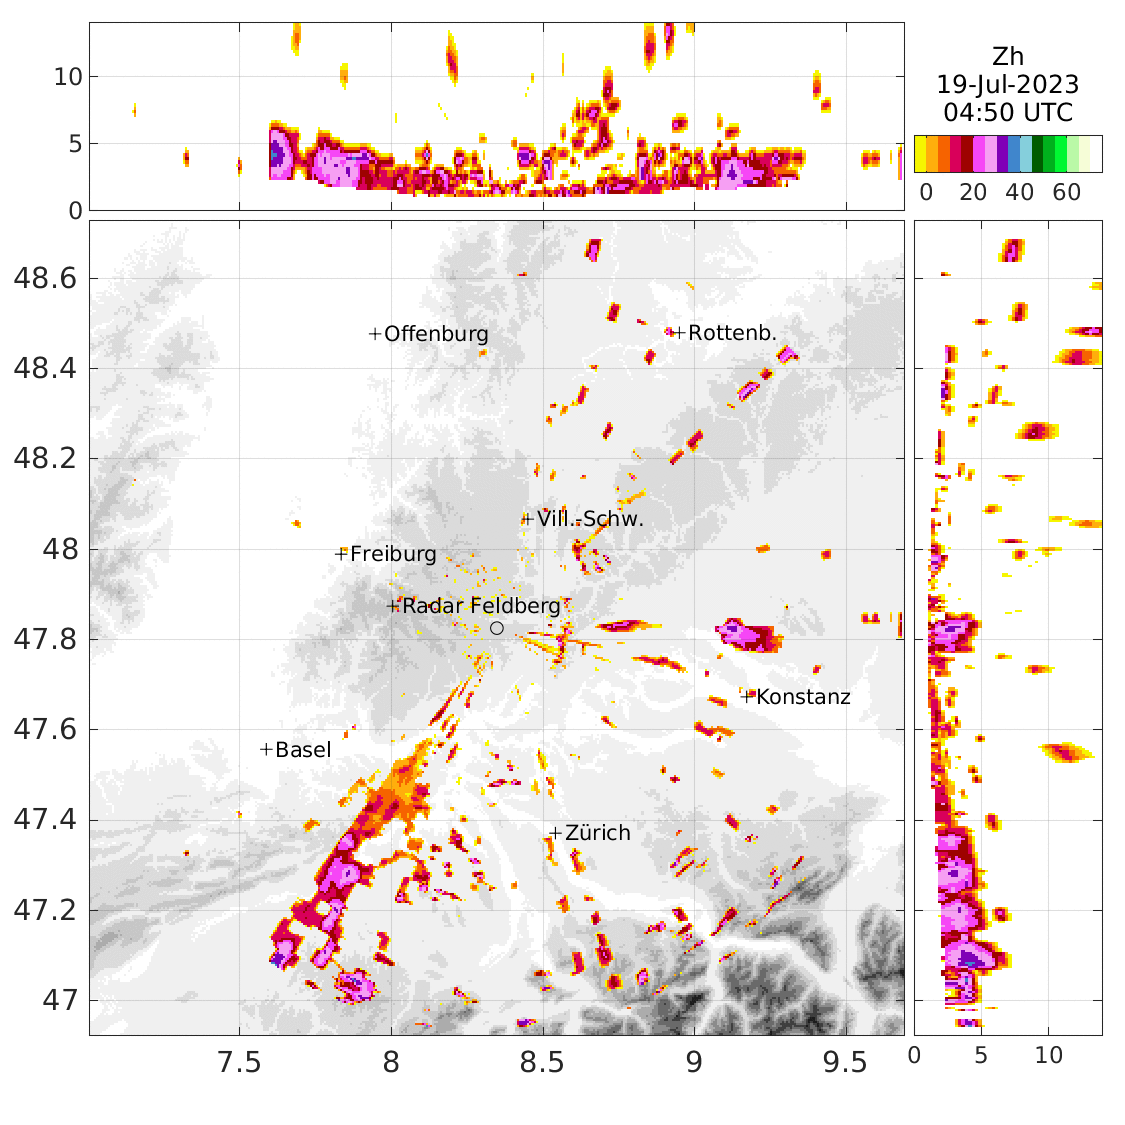 10
5
0
Zh
19-Jul-2023
04:50 UTC
0 20 40 60
48.6
48.4
48.2
48
47.8
47.6
47.4
47.2
47
+Offenburg
+Rottenb.
+Vill.-Schw.
+Freiburg
+Radar Feldberg
+Konstanz
+Basel
+Zürich
7.5 8 8.5 9 9.5
0 5 10